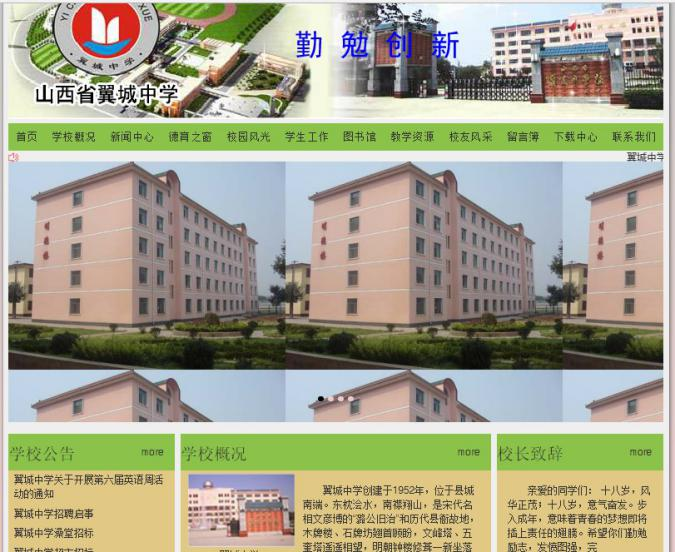 YI C
XUE
翼城中学
勤勉创新
山西省翼城中学
首页 学校概况 新闻中心 德育之窗 校园风光 学生工作 图书馆 教学资源 校友风采 留言簿 下载中心 联系我们
翼城中学
学校公告 more
翼城中学关于开展第六届英语周活
动的通知
翼城中学招聘启事
翼城中学澡堂招标
学校概况 more
翼城中学创建于1952年,位于县城
南端。东枕浍水,南襟翔山,是宋代名
相文彦博的“潞公旧治”和历代县衙故地,
木牌楼、石牌坊翘首顾盼,文峰塔、五
奎塔遥遥相望,明朝钟楼修葺一新坐落
校长致辞 more
亲爱的同学们: 十八岁,风
华正茂;十八岁,意气奋发。步
入成年,意味着青春的梦想即将
插上责任的翅膀。希望你们勤勉
励志,发愤图强,完